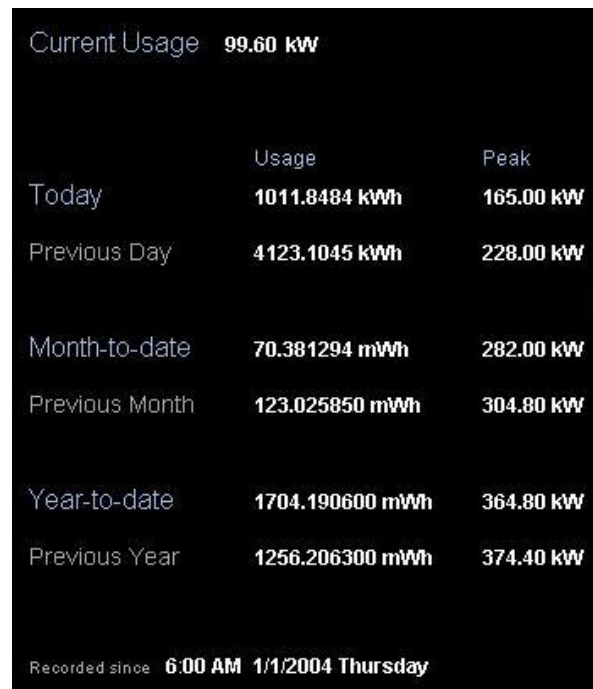 Current Usage 99.60 kW
Usage Peak
Today 1011.8484 kWh 165.00 kW
Previous Day 4123.1045 kWh 228.00 kW
Month-to-date 70.381294 mWh 282.00 kW
Previous Month 123.025850 mWh 304.80 kW
Year-to-date 1704.190600 mWh 364.80 kW
Previous Year 1256.206300 mWh 374.40 kW
Recorded since 6:00 AM 1/1/2004 Thursday